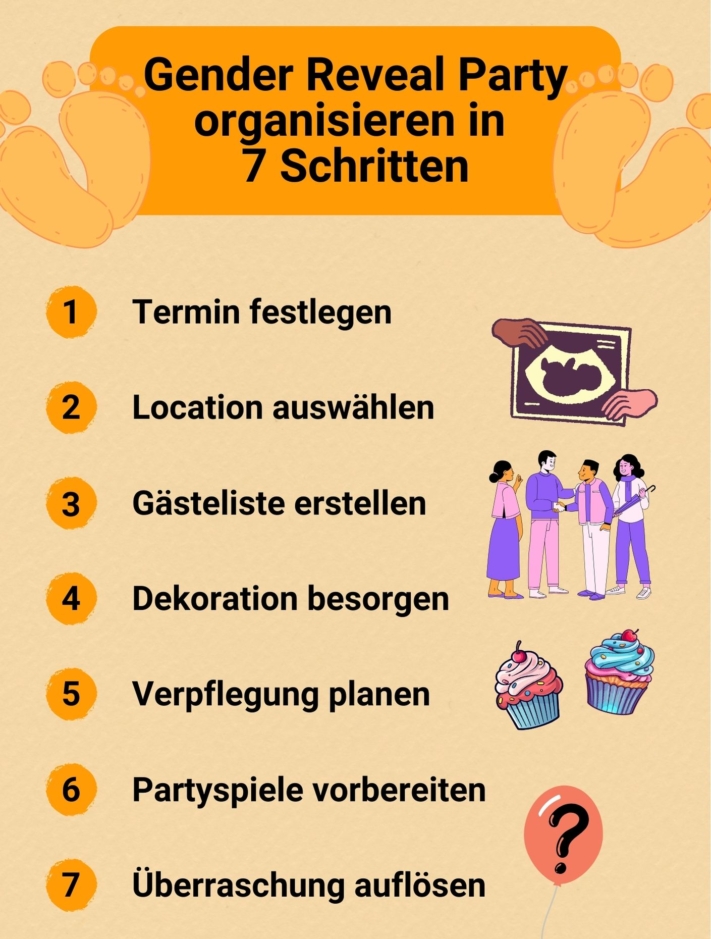 Gender Reveal Party
organisieren in
7 Schritten
1 Termin festlegen
2 Location auswählen
3 Gästeliste erstellen
4 Dekoration besorgen
5 Verpflegung planen
6 Partyspiele vorbereiten
?
7 Überraschung auflösen